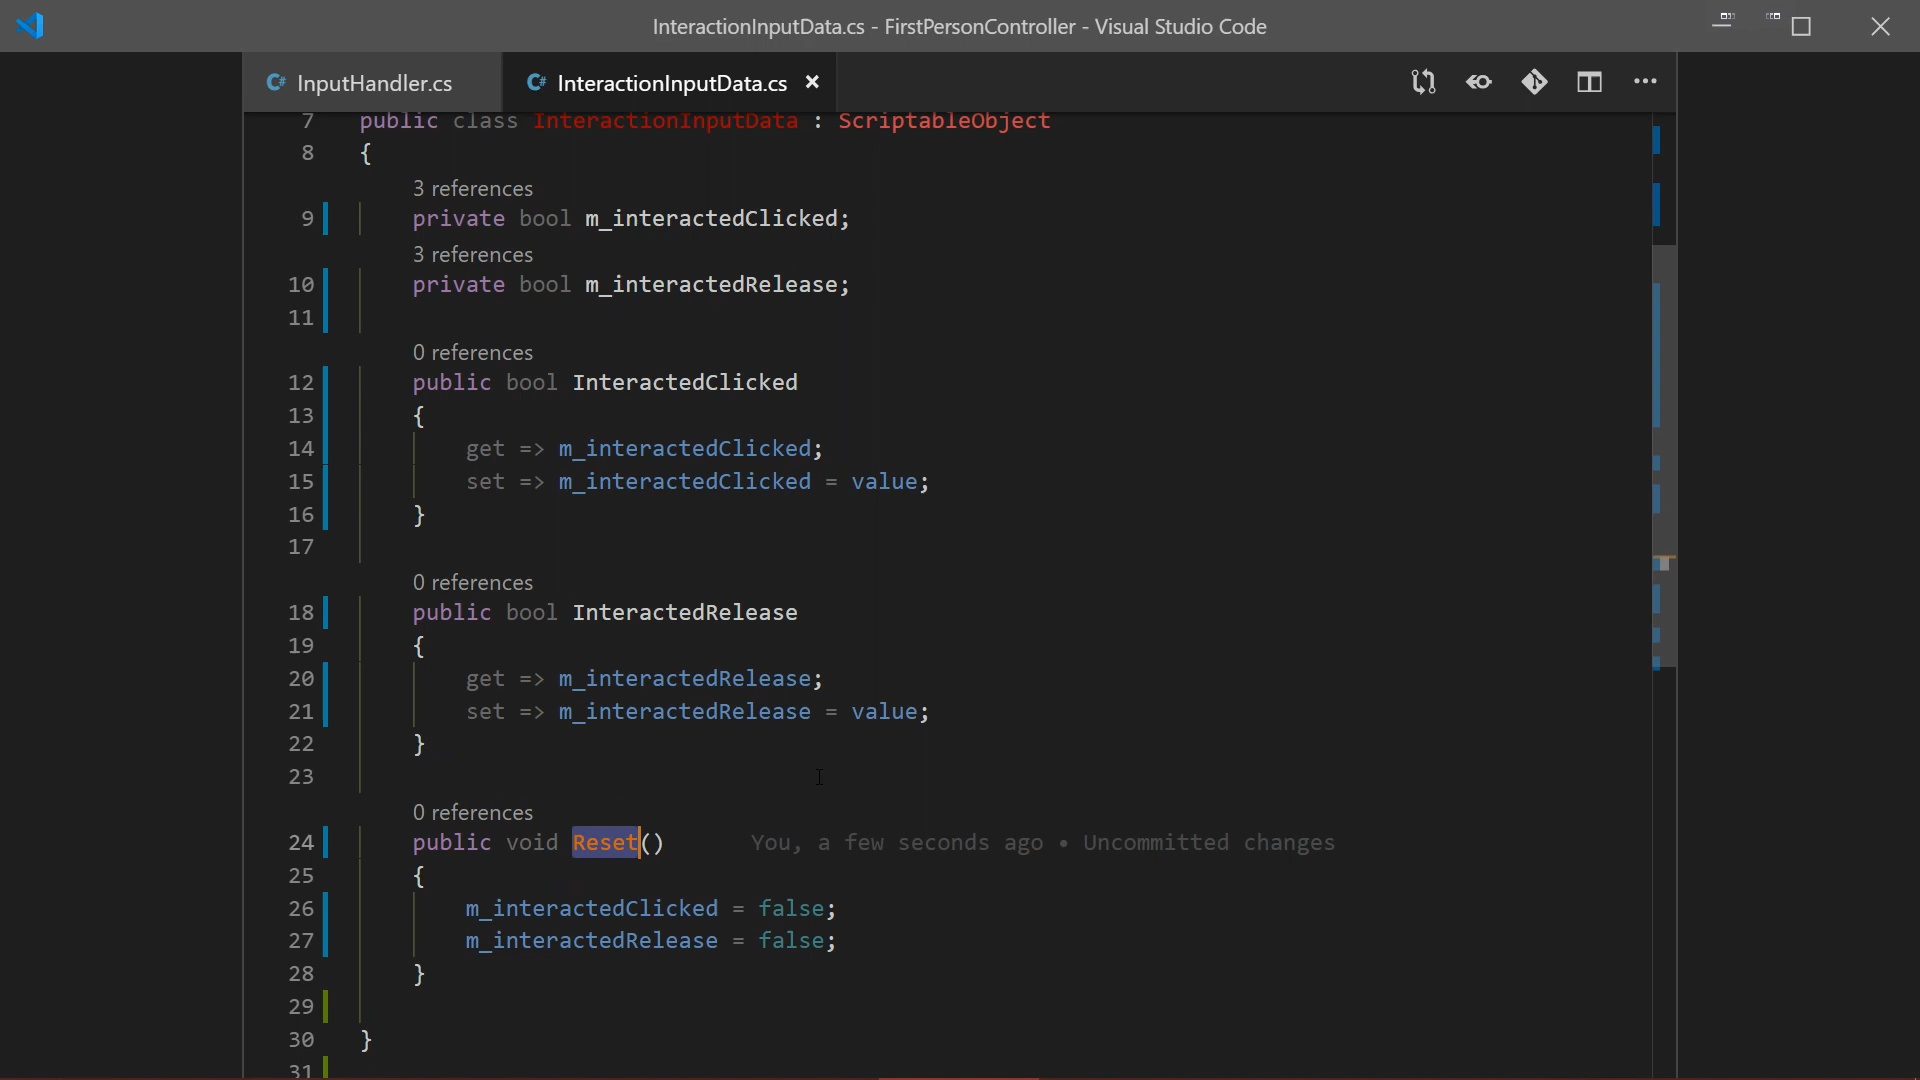 InteractionInputData.cs - FirstPersonController - Visual Studio Code
C# InputHandler.cs
C# InteractionInputData.cs ×
7 public class InteractionInputData : ScriptableObject
8 {
3 references
9 private bool m_interactedClicked;
3 references
10 private bool m_interactedRelease;
11
0 references
12 public bool InteractedClicked
13 {
14 get => m_interactedClicked;
15 set => m_interactedClicked = value;
16 }
17
0 references
18 public bool InteractedRelease
19 {
20 get => m_interactedRelease;
21 set => m_interactedRelease = value;
22 }
23
0 references
24 public void Reset() You, a few seconds ago • Uncommitted changes
25 {
26 m_interactedClicked = false;
27 m_interactedRelease = false;
28 }
29
30 }
31